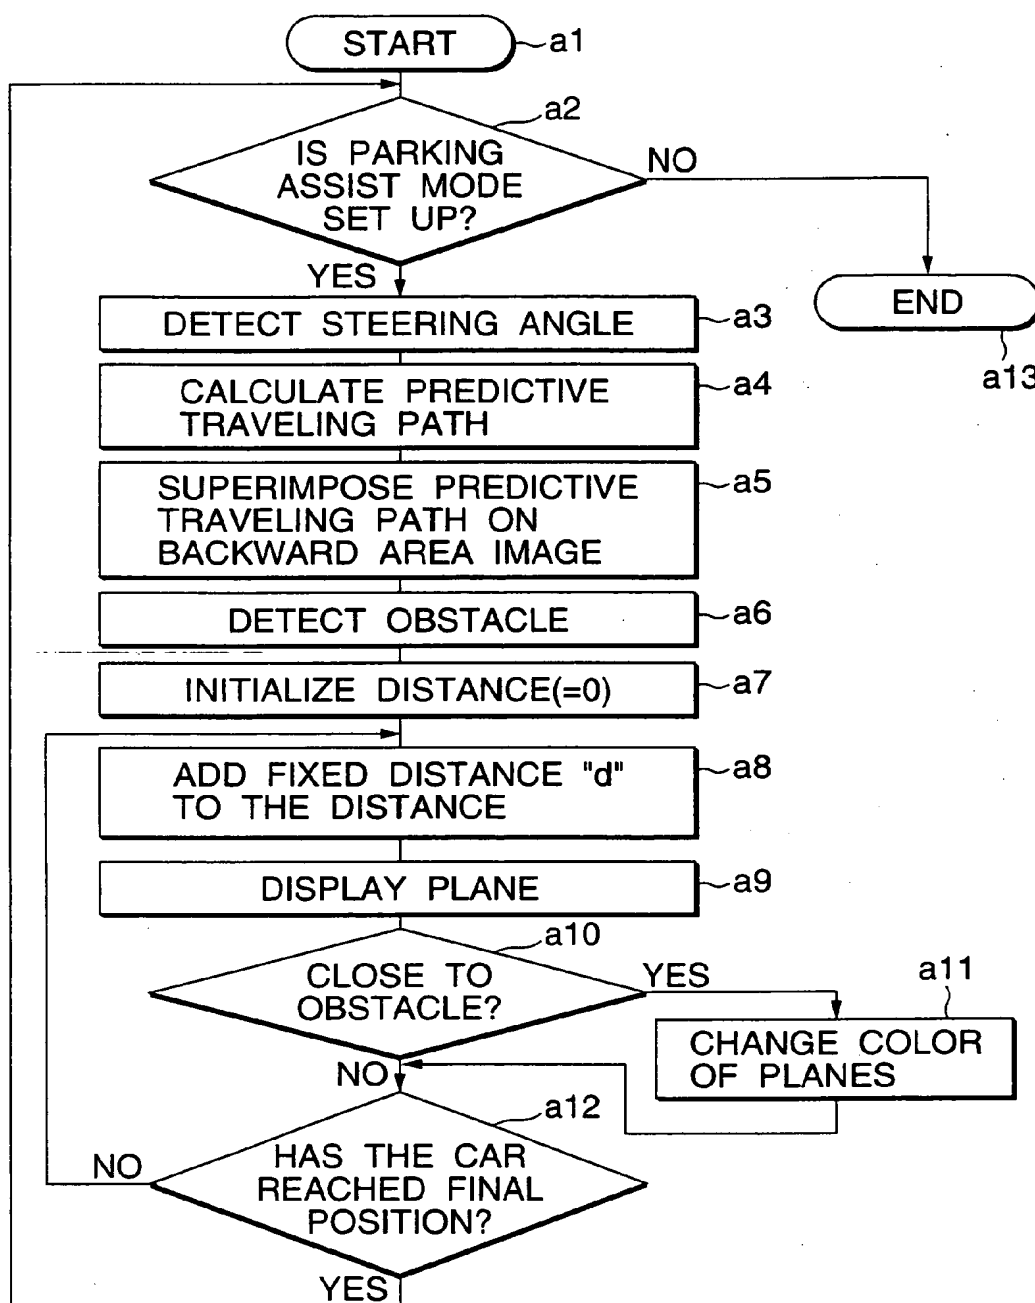 START
a1
a2
IS PARKING
ASSIST MODE
SET UP?
NO
YES
END
a13
DETECT STEERING ANGLE
a3
CALCULATE PREDICTIVE
TRAVELING PATH
a4
SUPERIMPOSE PREDICTIVE
TRAVELING PATH ON
BACKWARD AREA IMAGE
a5
DETECT OBSTACLE
a6
INITIALIZE DISTANCE(=0)
a7
ADD FIXED DISTANCE "d"
TO THE DISTANCE
a8
DISPLAY PLANE
a9
a10
CLOSE TO
OBSTACLE?
YES
a11
CHANGE COLOR
OF PLANES
NO
a12
HAS THE CAR
REACHED FINAL
POSITION?
NO
YES